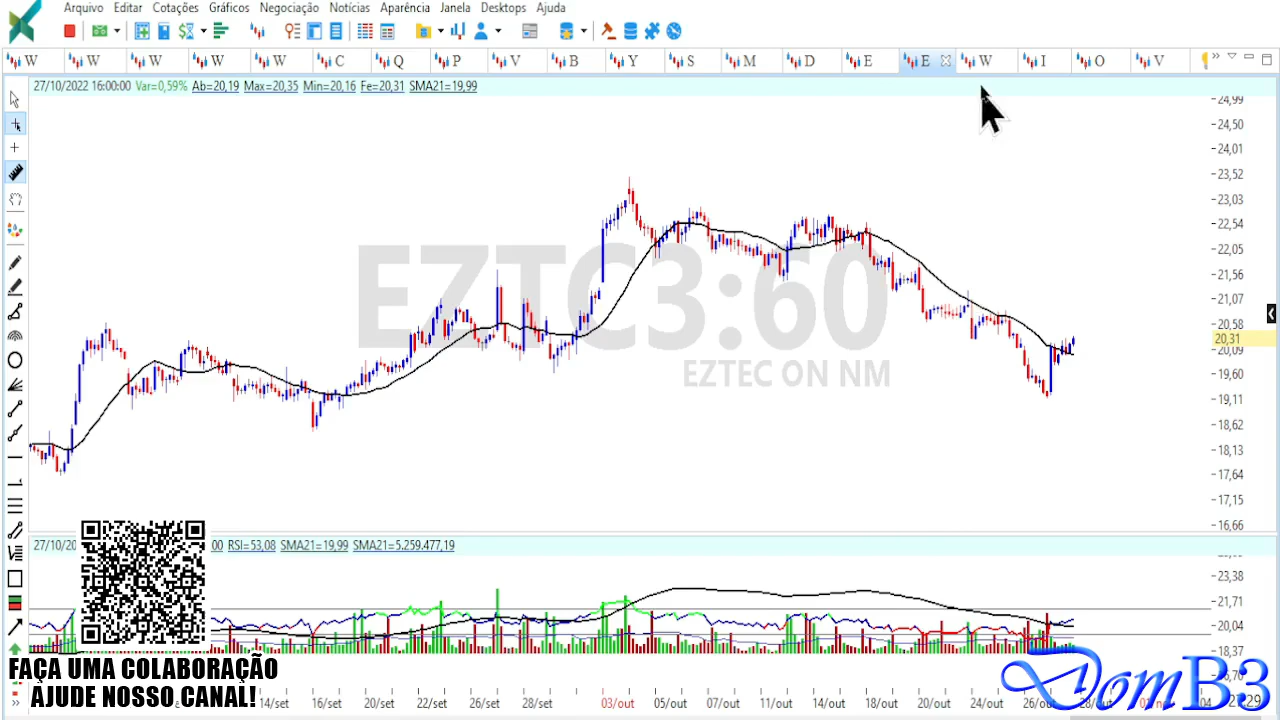 Arquivo Editar Cotações Gráficos Negociação Notícias Aparência Janela Desktops Ajuda
W W W W W C Q P V B Y S M D E E W I O V
27/10/2022 16:00:00 Var=0,59% Ab=20,19 Max=20,35 Min=20,16 Fe=20,31 SMA21=19,99
24,99
24,50
24,01
23,52
23,03
22,54
22,05
21,56
21,07
20,58
20,31
20,09
19,60
19,11
18,62
18,13
17,64
17,15
16,66
EZTC3:60
EZTEC ON NM
27/10/20 00 RSI=53,08 SMA21=19,99 SMA21=5.259.477,19
23,38
21,71
20,04
18,37
FAÇA UMA COLABORAÇÃO
AJUDE NOSSO CANAL!
14/set 16/set 20/set 22/set 26/set 28/set 03/out 05/out 07/out 11/out 14/out 18/out 20/out 24/out 26/out
DomB3